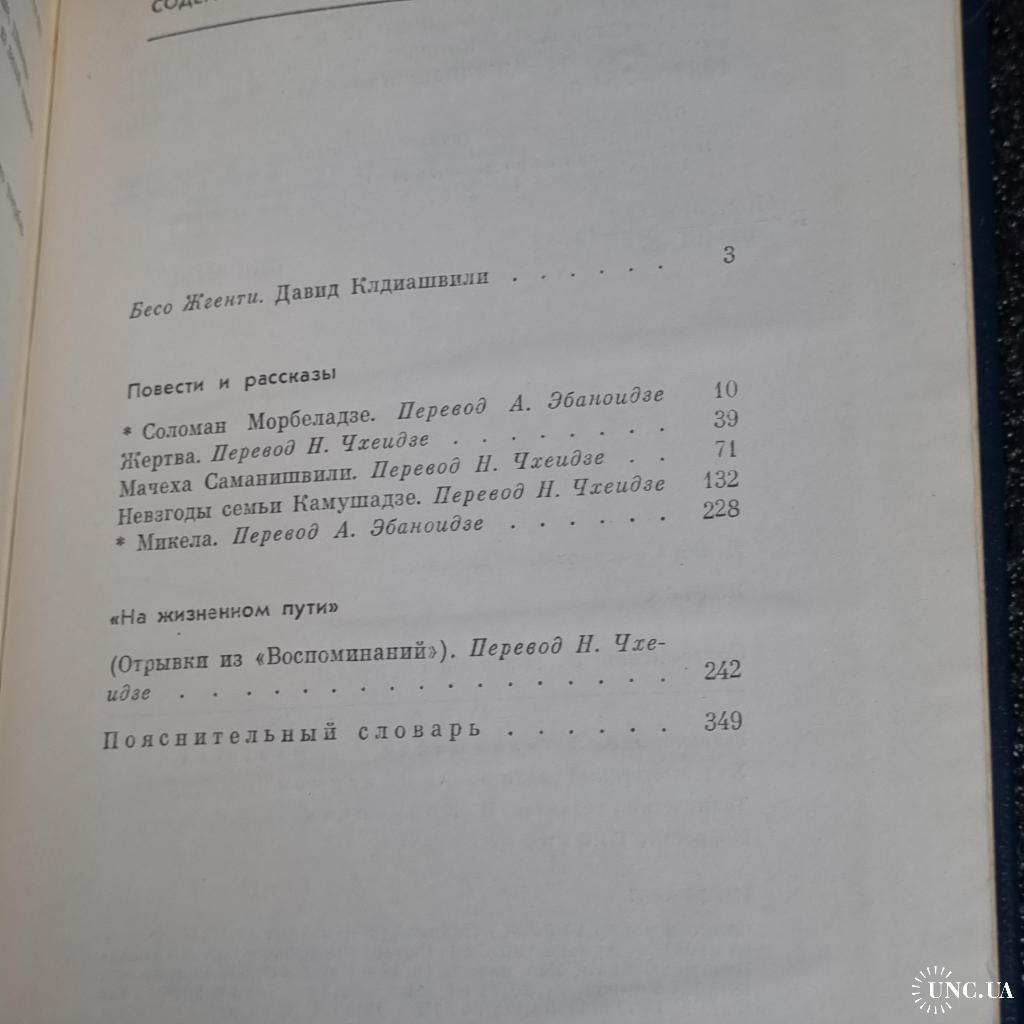 Бесо Жгенти. Давид Клдиашвили . . . . . . 3
Повести и рассказы
* Соломан Морбеладзе. Перевод А. Эбаноидзе 10
Жертва. Перевод Н. Чхеидзе . . . . . . . . 39
Мачеха Саманишвили. Перевод Н. Чхеидзе . . 71
Невзгоды семьи Камушадзе. Перевод Н. Чхеидзе 132
* Микела. Перевод А. Эбаноидзе . . . . . . 228
«На жизненном пути»
(Отрывки из «Воспоминаний»). Перевод Н. Чхе-
идзе . . . . . . . . . . . . . . . 242
Пояснительный словарь . . . . . . 349
UNC.UA